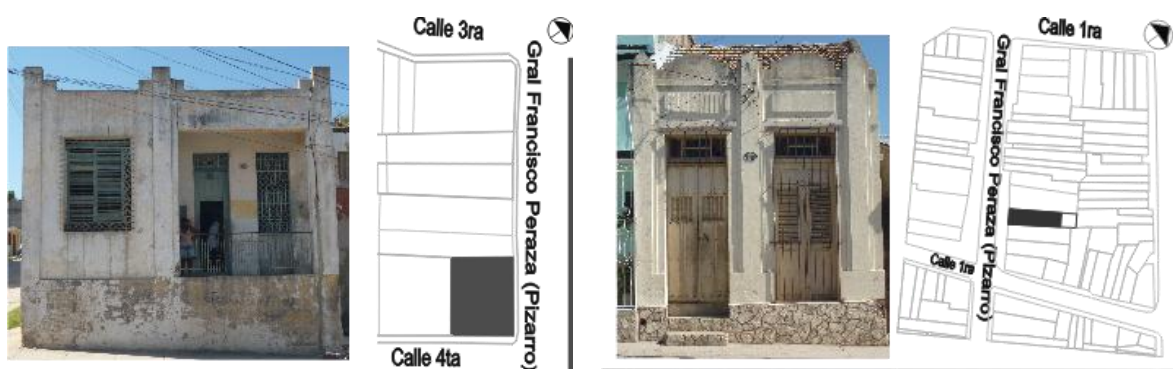 Calle 3ra
Gral Francisco Peraza (Pizarro)
Calle 4ta
Calle 1ra
Gral Francisco Peraza (Pizarro)
Calle 1ra